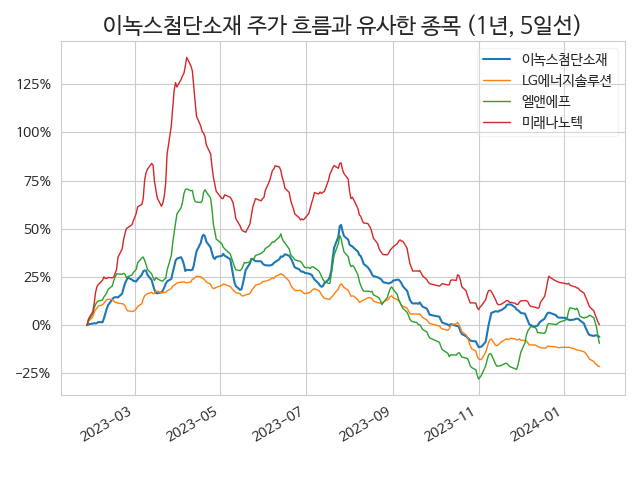 이녹스첨단소재 주가 흐름과 유사한 종목 (1년, 5일선)
이녹스첨단소재
LG에너지솔루션
엘앤에프
미래나노텍
125%
100%
75%
50%
25%
0%
−25%
2023−03
2023−05
2023−07
2023−09
2023−11
2024−01